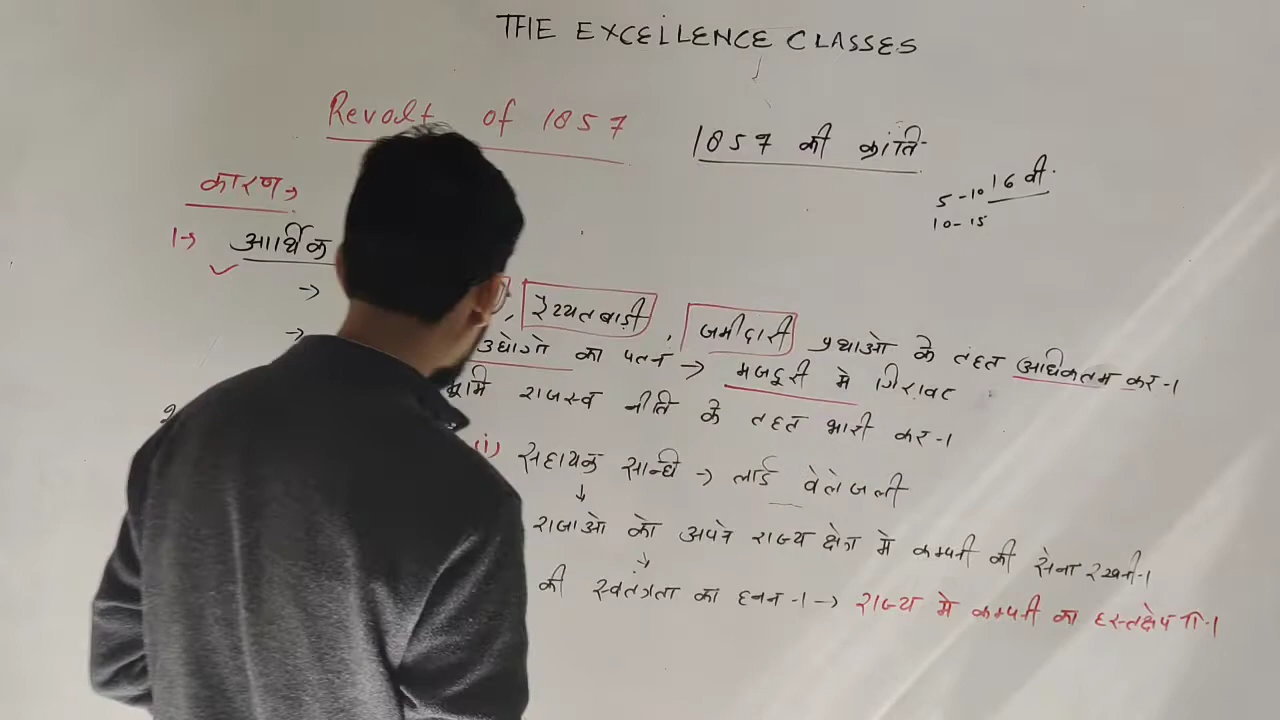 THE EXCELLENCE CLASSES
Revolt of 1857
1857 की क्रांति-
16 वी.
5-10
10-15
कारण→
1→ आर्थिक
→ , रैय्यतबाड़ी , जमीदारी प्रथाओ के तहत अधिकतम कर-।
→ उद्योगो का पतन → मजदूरी मे गिरावट
भूमि राजस्व नीति के तहत भारी कर-।
2
(i) सहायक सन्धि → लार्ड वेलेजली
↓
राजाओ को अपने राज्य क्षेत्र मे कम्पनी की सेना रखनी-।
↓
की स्वतंत्रता का हनन-।→ राज्य मे कम्पनी का हस्तक्षेप